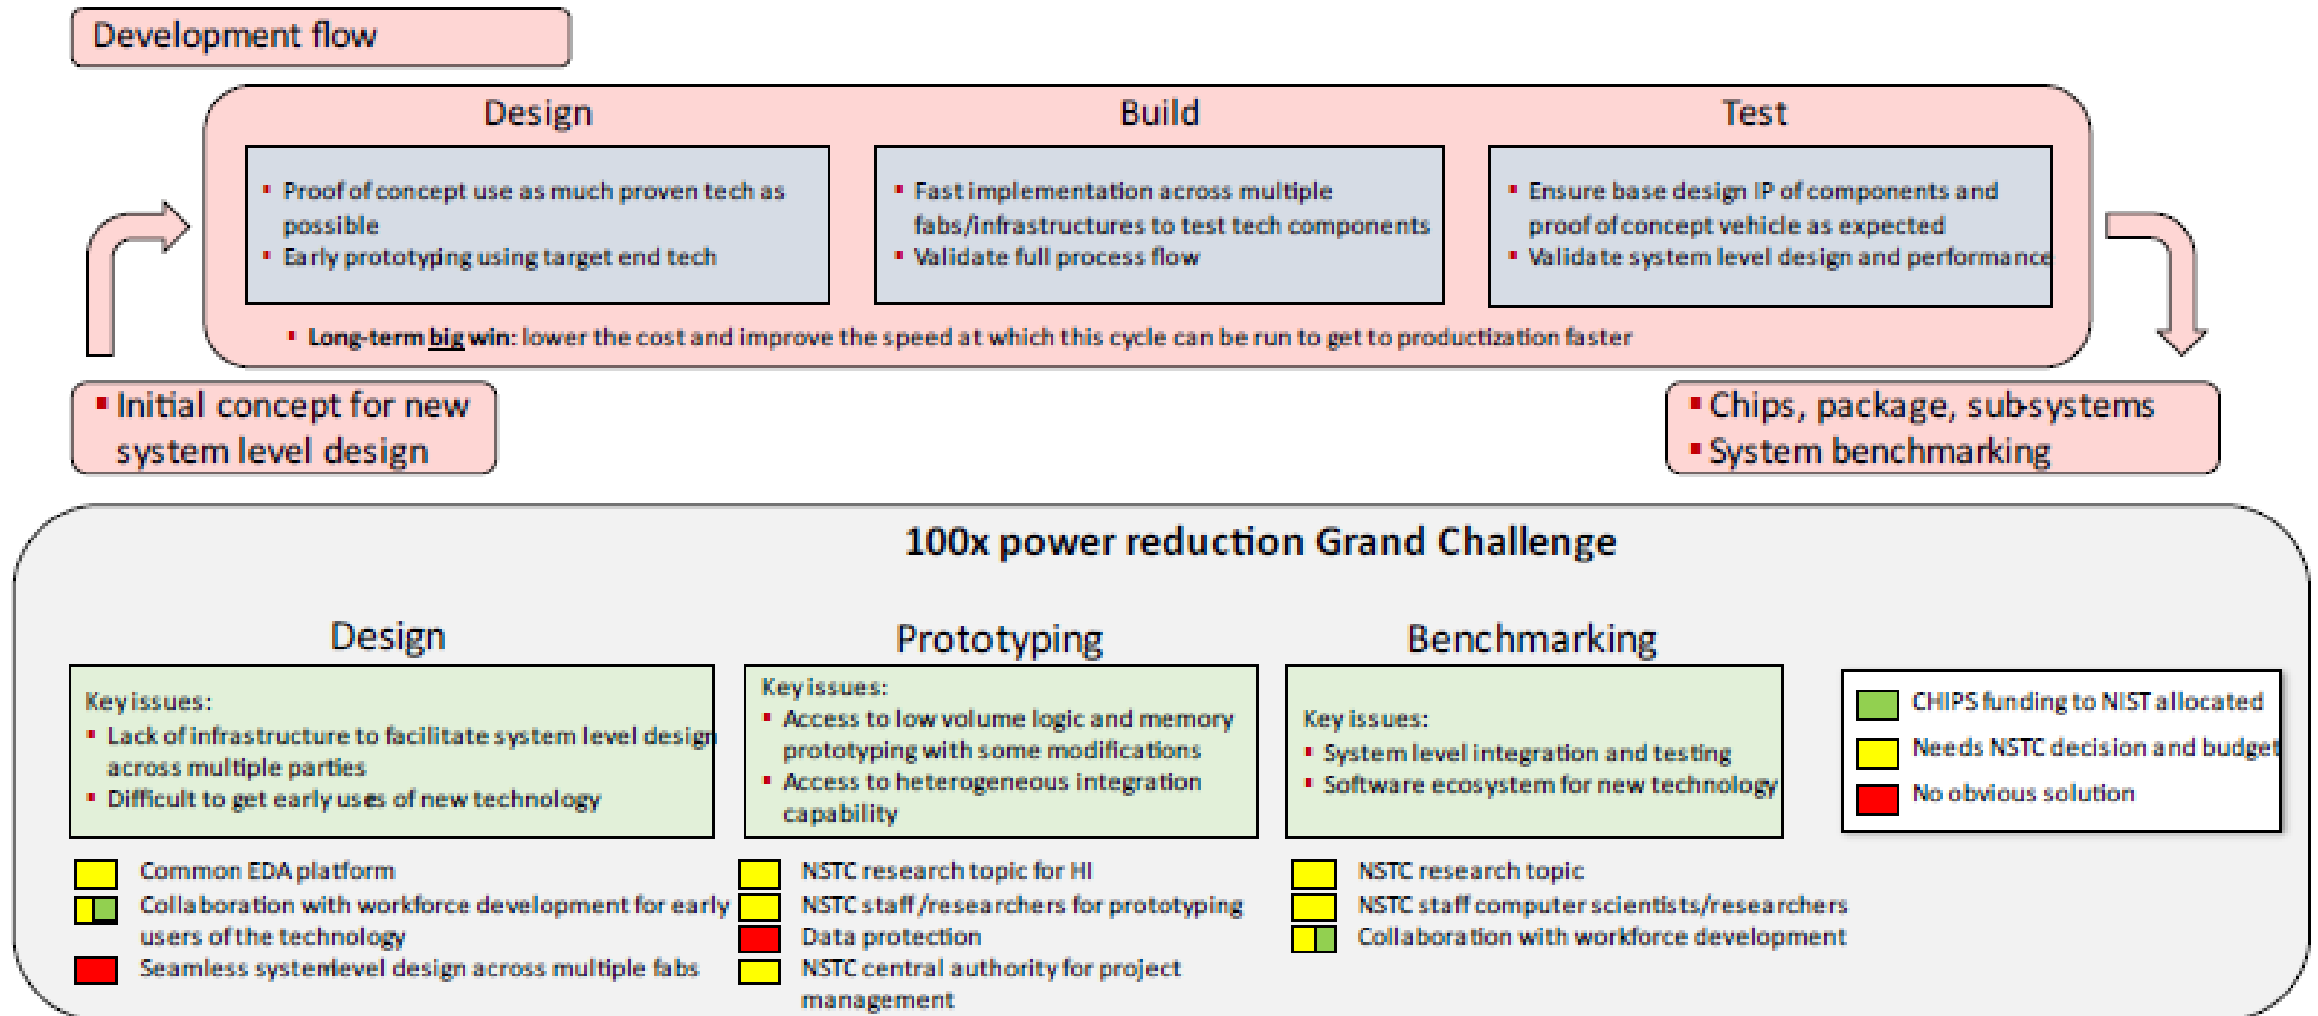 Development flow
Design
Build
Test
▪ Proof of concept use as much proven tech as
possible
▪ Early prototyping using target end tech
▪ Fast implementation across multiple
fabs/infrastructures to test tech components
▪ Validate full process flow
▪ Ensure base design IP of components and
proof of concept vehicle as expected
▪ Validate system level design and performance
▪ Long-term big win: lower the cost and improve the speed at which this cycle can be run to get to productization faster
▪ Initial concept for new
system level design
▪ Chips, package, sub-systems
▪ System benchmarking
100x power reduction Grand Challenge
Design
Key issues:
▪ Lack of infrastructure to facilitate system level design
across multiple parties
▪ Difficult to get early uses of new technology
Common EDA platform
Collaboration with workforce development for early
users of the technology
Seamless system-level design across multiple fabs
Prototyping
Key issues:
▪ Access to low volume logic and memory
prototyping with some modifications
▪ Access to heterogeneous integration
capability
NSTC research topic for HI
NSTC staff/researchers for prototyping
Data protection
NSTC central authority for project
management
Benchmarking
Key issues:
▪ System level integration and testing
▪ Software ecosystem for new technology
NSTC research topic
NSTC staff computer scientists/researchers
Collaboration with workforce development
CHIPS funding to NIST allocated
Needs NSTC decision and budget
No obvious solution